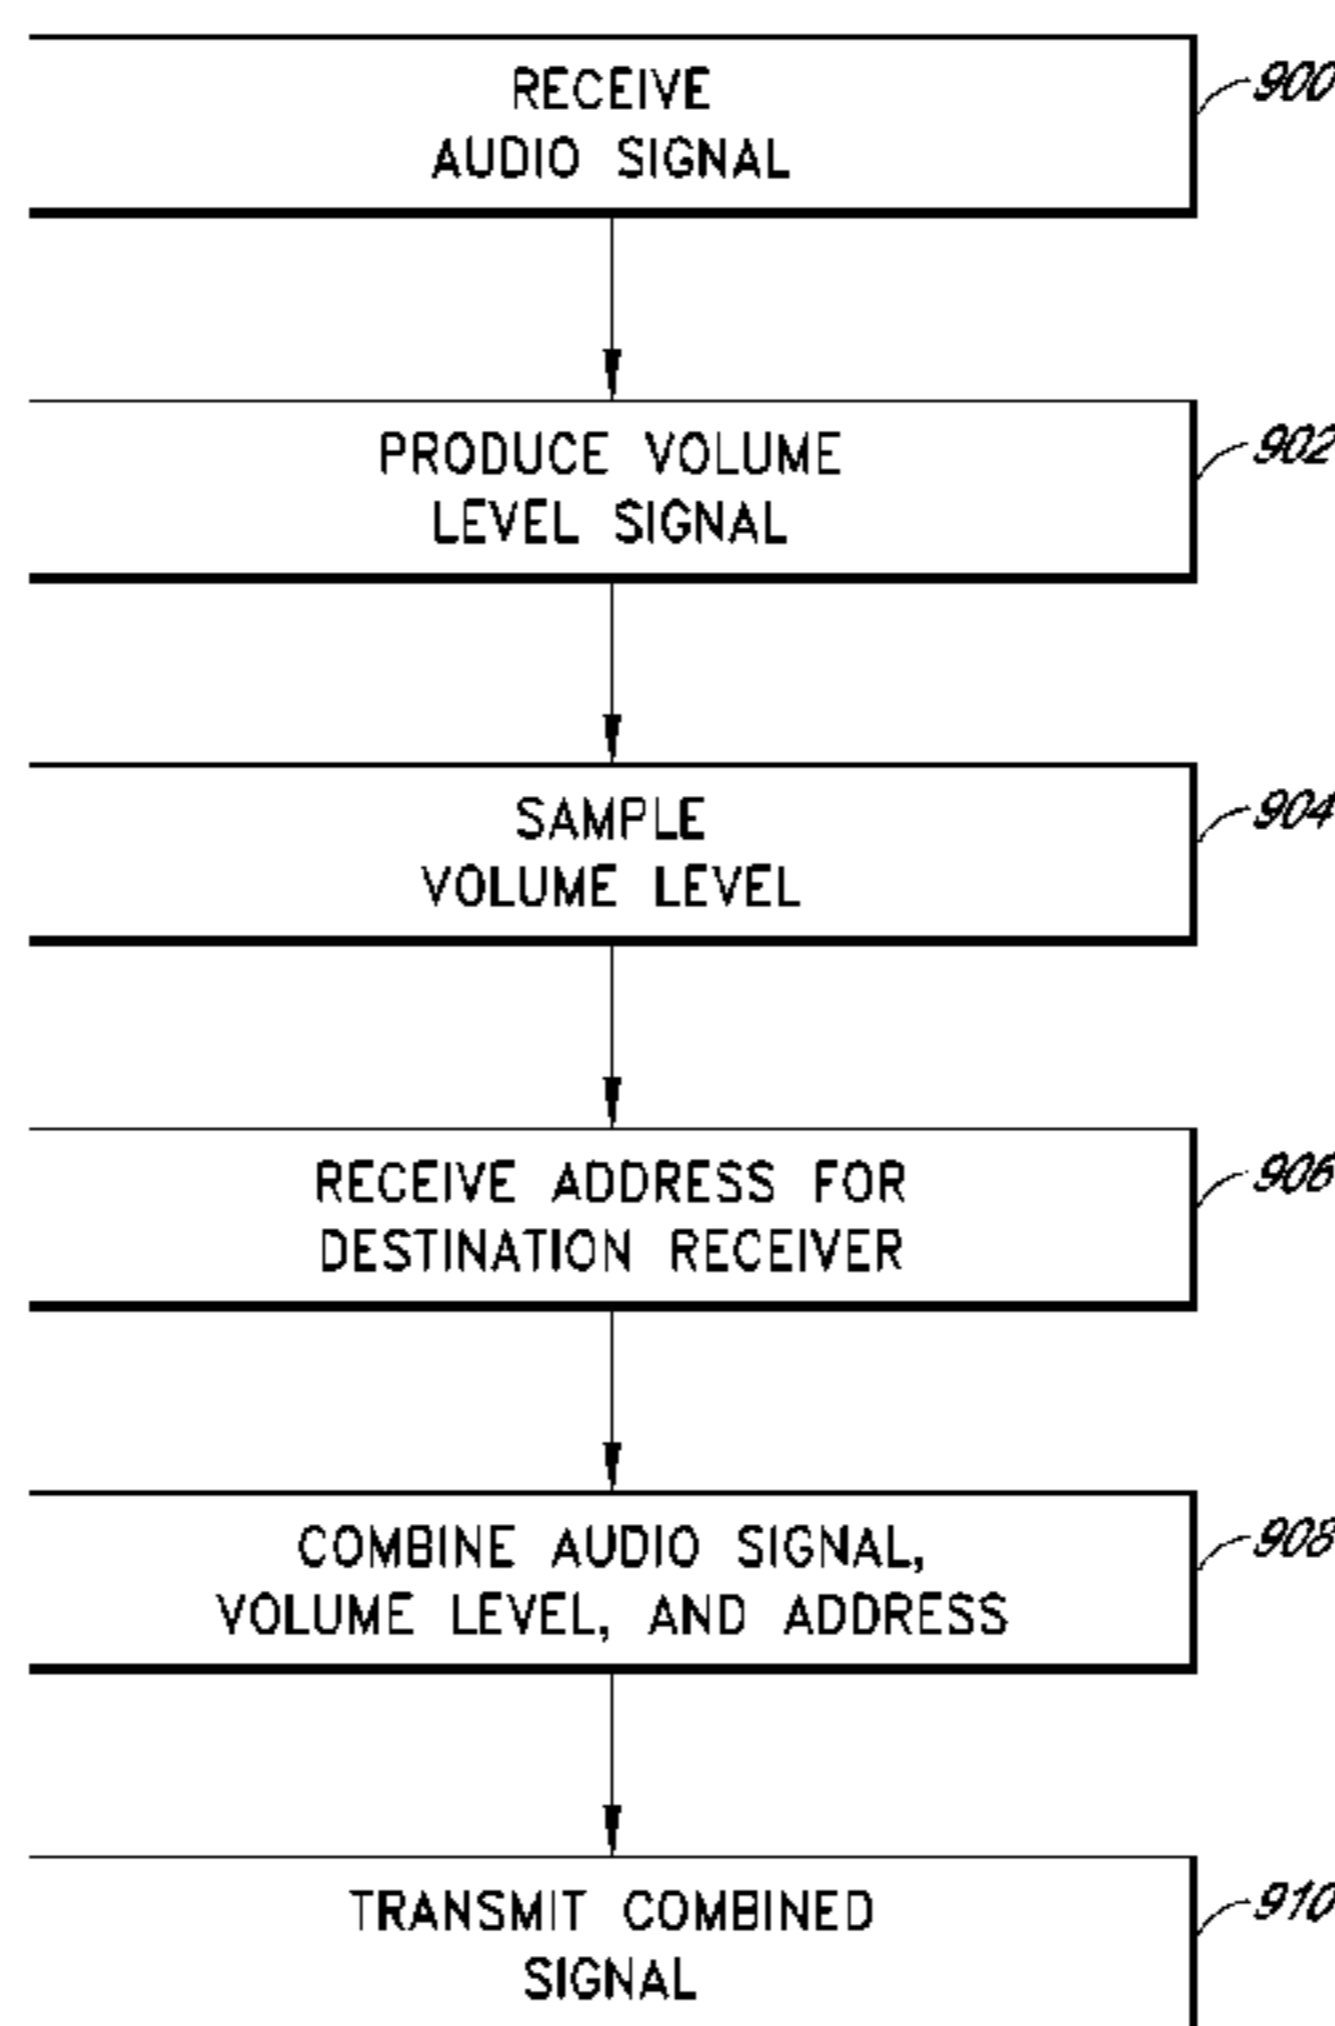 RECEIVE
AUDIO SIGNAL
900
PRODUCE VOLUME
LEVEL SIGNAL
902
SAMPLE
VOLUME LEVEL
904
RECEIVE ADDRESS FOR
DESTINATION RECEIVER
906
COMBINE AUDIO SIGNAL,
VOLUME LEVEL, AND ADDRESS
908
TRANSMIT COMBINED
SIGNAL
910